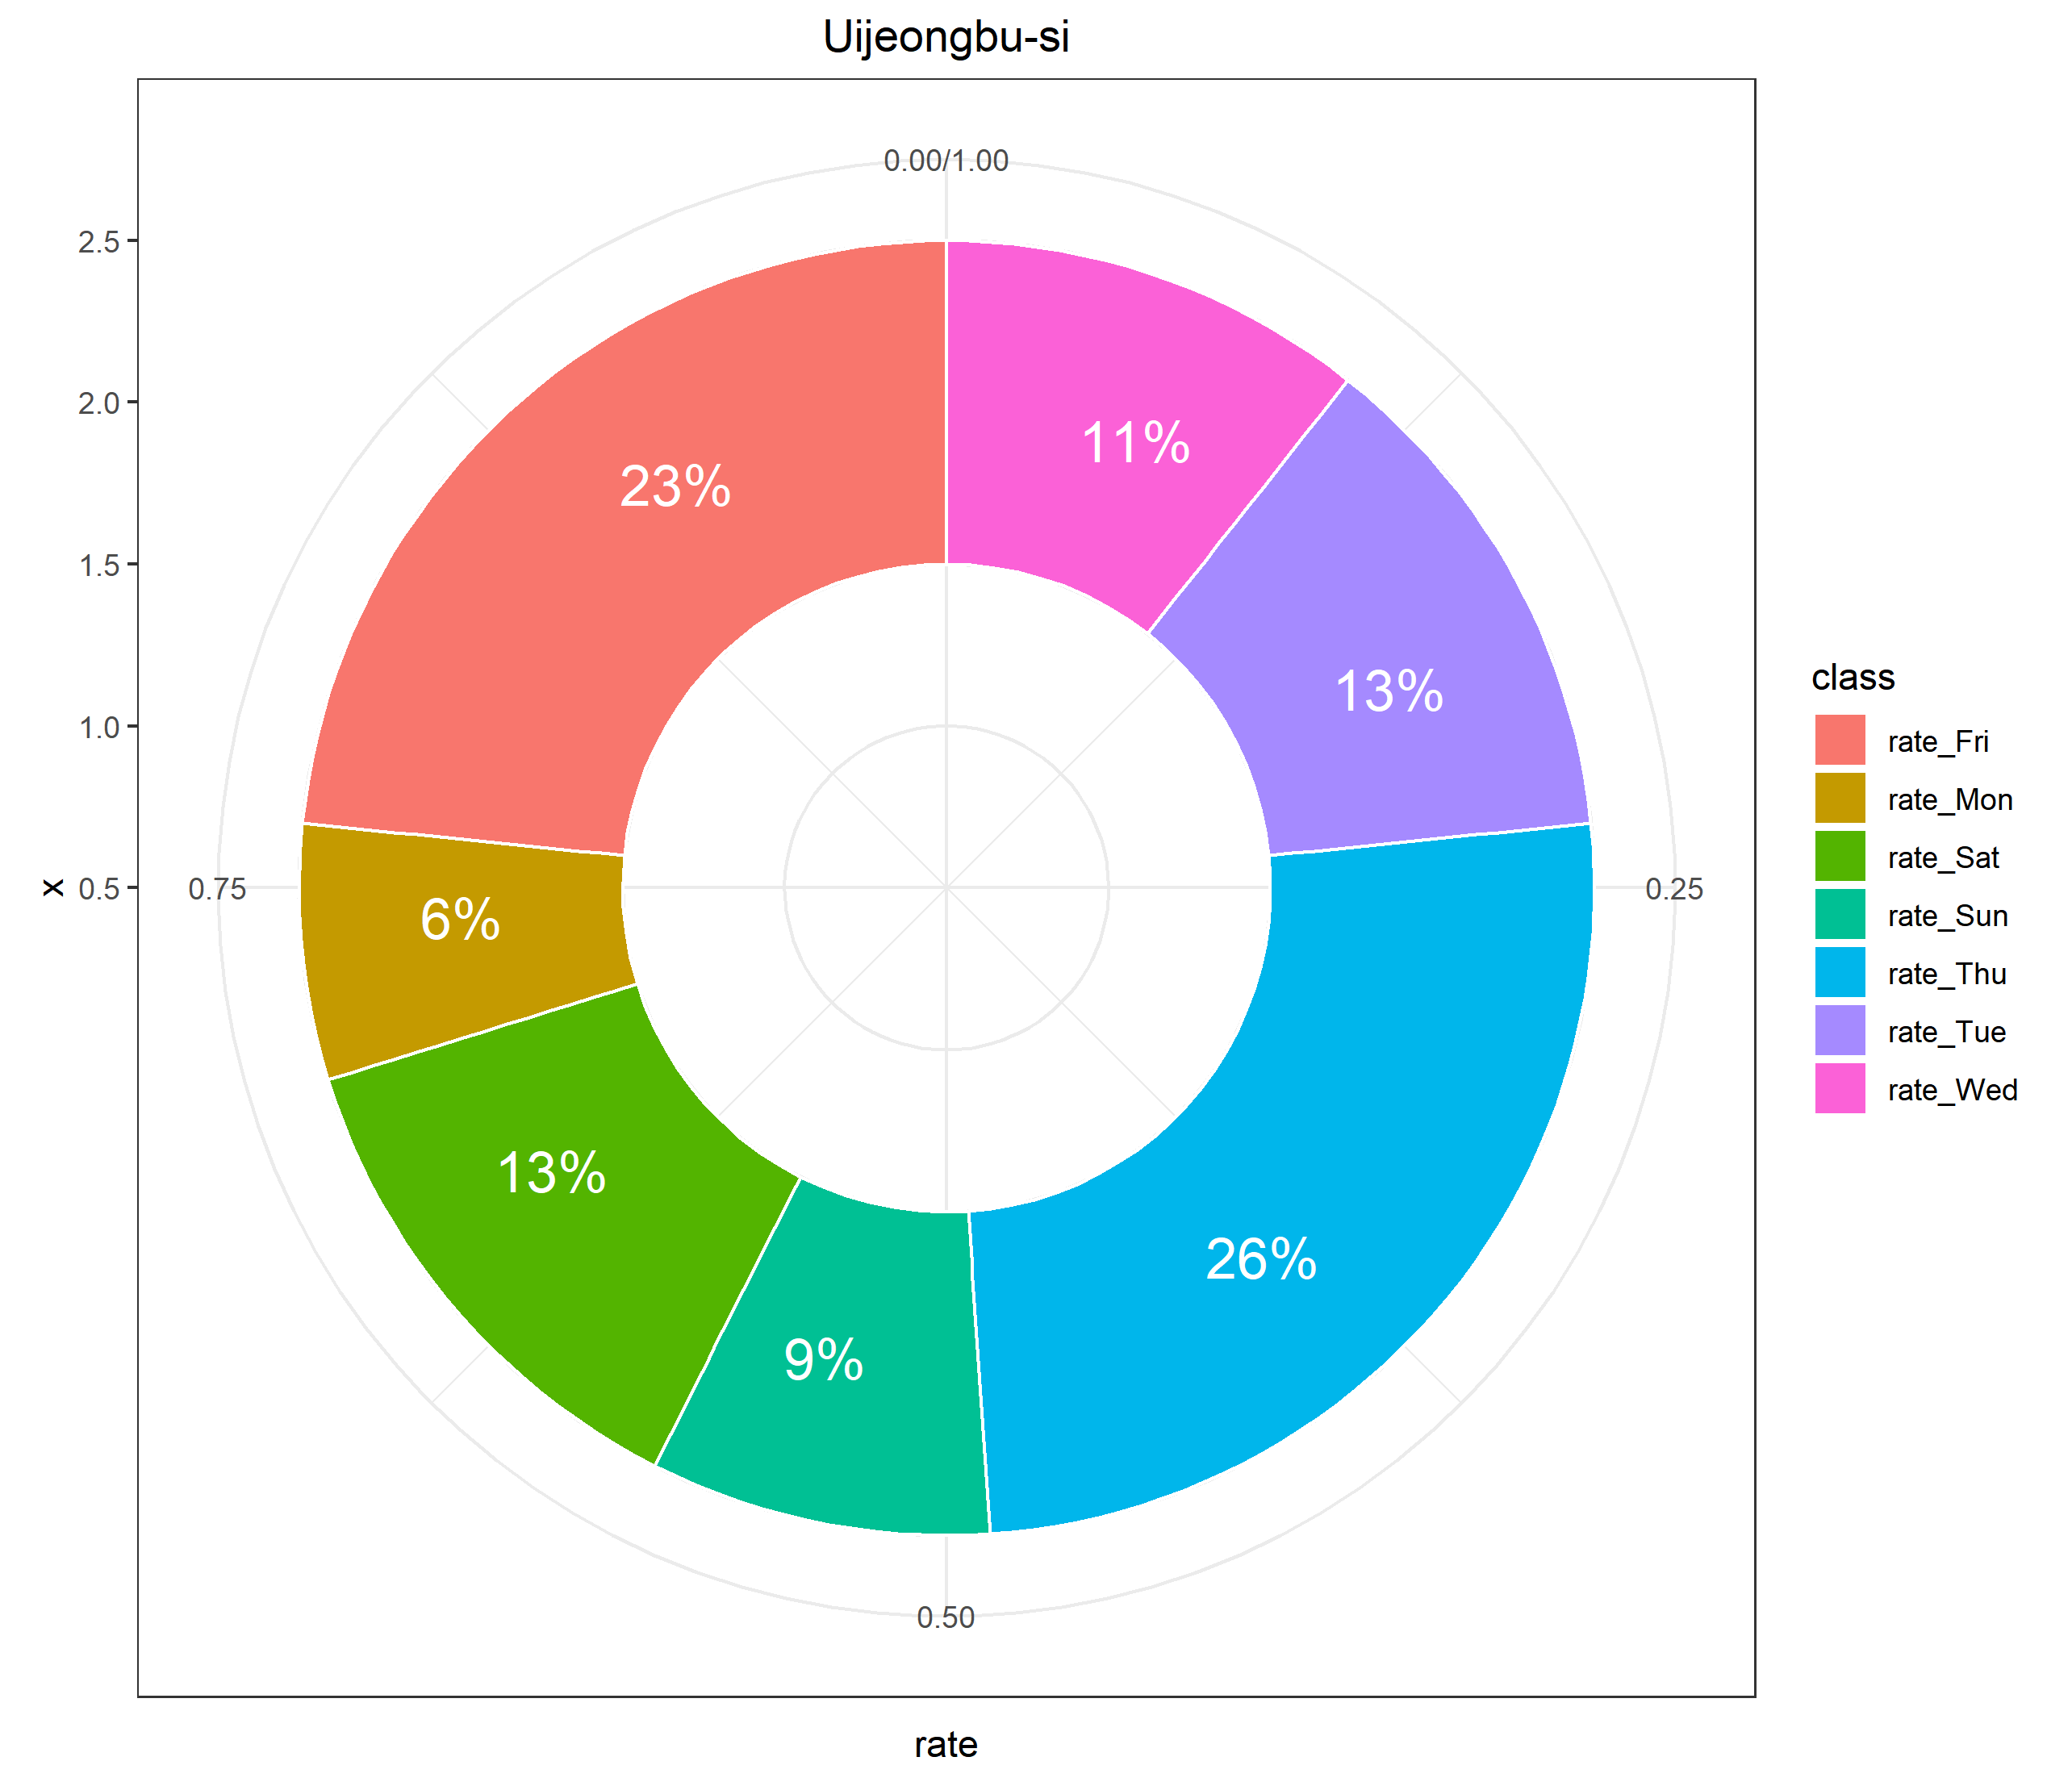 Uijeongbu-si
0.00/1.00
2.5
2.0
1.5
1.0
0.5
x
0.75
0.25
0.50
11%
23%
13%
6%
13%
26%
9%
rate
class
rate_Fri
rate_Mon
rate_Sat
rate_Sun
rate_Thu
rate_Tue
rate_Wed